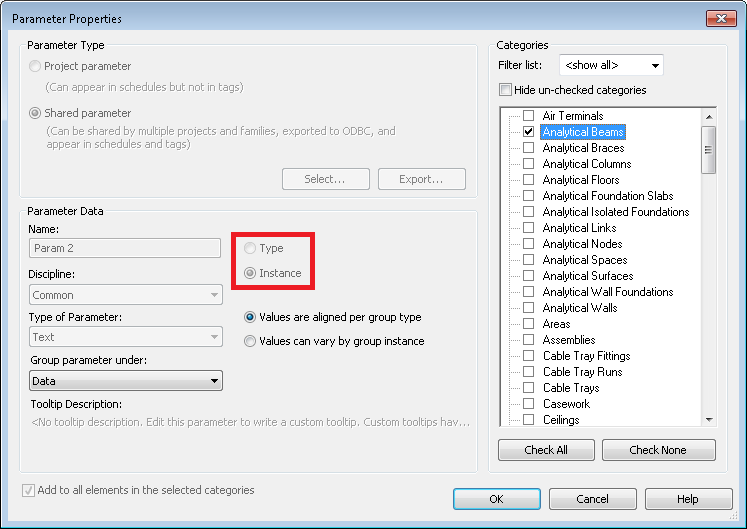 Parameter Properties
Parameter Type
Project parameter
(Can appear in schedules but not in tags)
Shared parameter
(Can be shared by multiple projects and families, exported to ODBC, and
appear in schedules and tags)
Select...
Export...
Parameter Data
Name:
Param 2
Type
Discipline:
Instance
Common
Type of Parameter:
Values are aligned per group type
Text
Values can vary by group instance
Group parameter under:
Data
Tooltip Description:
<No tooltip description. Edit this parameter to write a custom tooltip. Custom tooltips hav...
Add to all elements in the selected categories
Categories
Filter list:
<show all>
Hide un-checked categories
Air Terminals
Analytical Beams
Analytical Braces
Analytical Columns
Analytical Floors
Analytical Foundation Slabs
Analytical Isolated Foundations
Analytical Links
Analytical Nodes
Analytical Spaces
Analytical Surfaces
Analytical Wall Foundations
Analytical Walls
Areas
Assemblies
Cable Tray Fittings
Cable Tray Runs
Cable Trays
Casework
Ceilings
Check All
Check None
OK
Cancel
Help